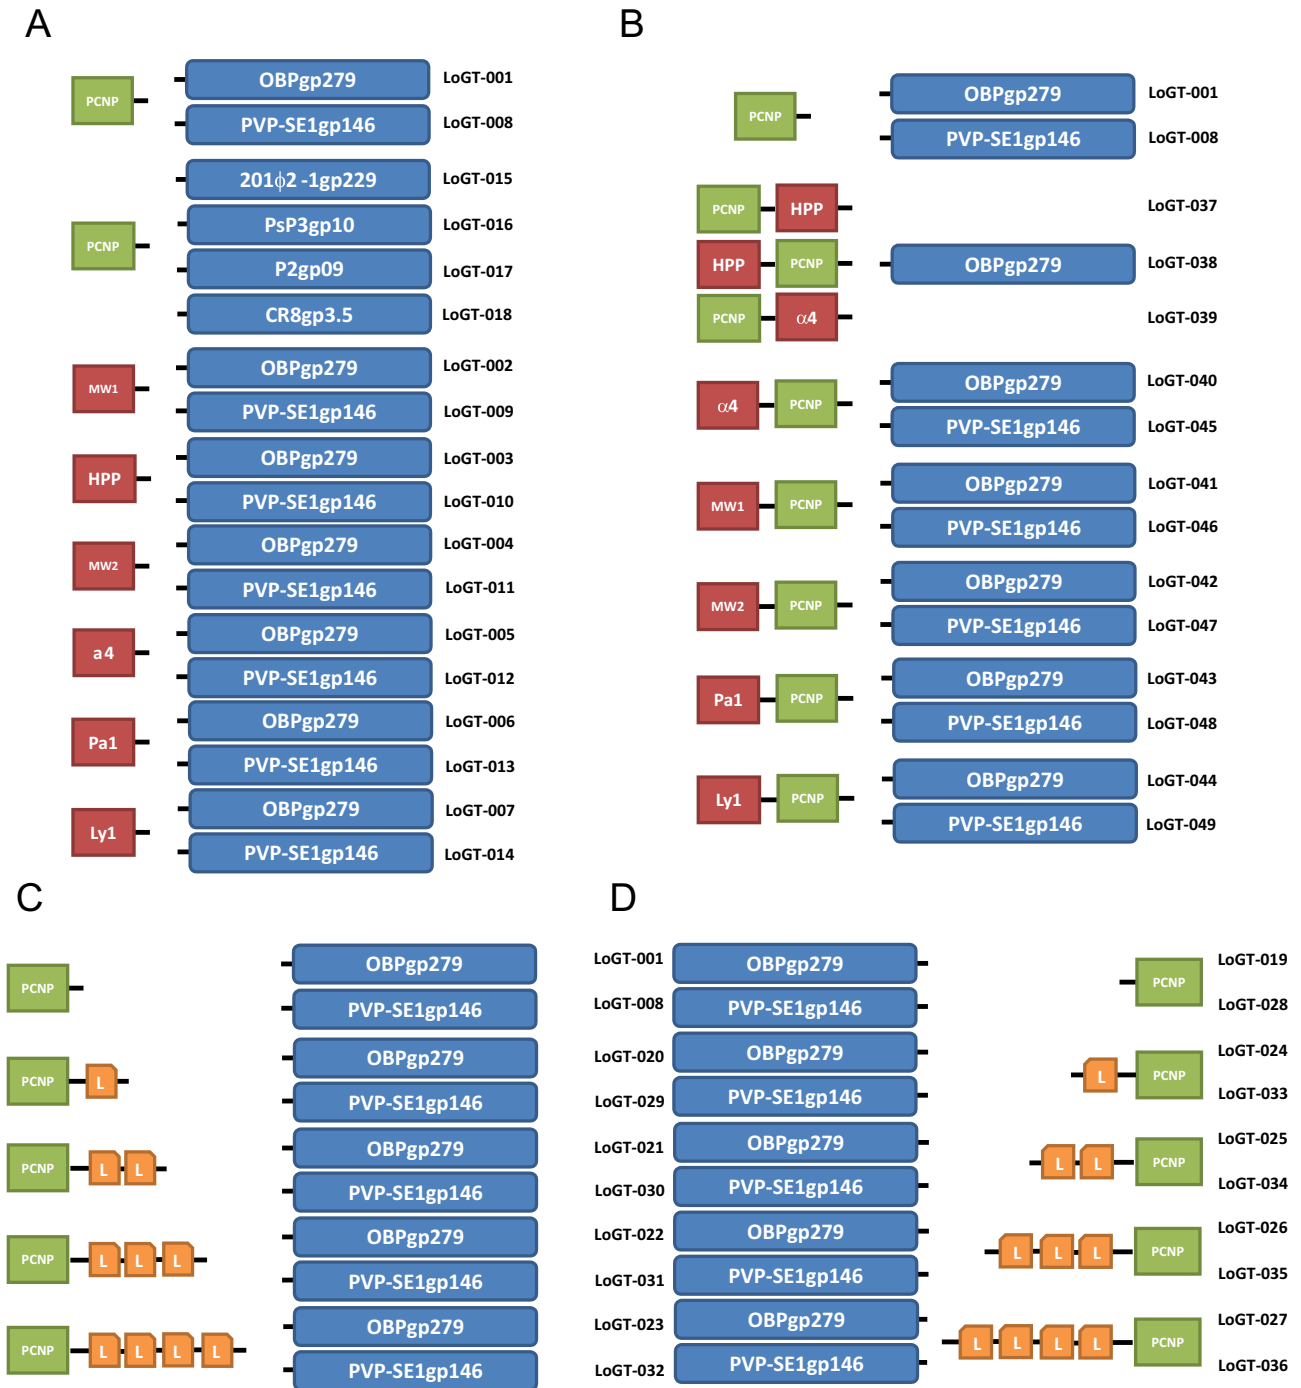 A
PCNP
OBPgp279 LoGT-001
PVP-SE1gp146 LoGT-008
PCNP
201ϕ2 -1gp229 LoGT-015
PsP3gp10 LoGT-016
P2gp09 LoGT-017
CR8gp3.5 LoGT-018
MW1
OBPgp279 LoGT-002
PVP-SE1gp146 LoGT-009
HPP
OBPgp279 LoGT-003
PVP-SE1gp146 LoGT-010
MW2
OBPgp279 LoGT-004
PVP-SE1gp146 LoGT-011
a4
OBPgp279 LoGT-005
PVP-SE1gp146 LoGT-012
Pa1
OBPgp279 LoGT-006
PVP-SE1gp146 LoGT-013
Ly1
OBPgp279 LoGT-007
PVP-SE1gp146 LoGT-014
B
PCNP
OBPgp279 LoGT-001
PVP-SE1gp146 LoGT-008
PCNP HPP LoGT-037
HPP PCNP OBPgp279 LoGT-038
PCNP α4 LoGT-039
α4 PCNP
OBPgp279 LoGT-040
PVP-SE1gp146 LoGT-045
MW1 PCNP
OBPgp279 LoGT-041
PVP-SE1gp146 LoGT-046
MW2 PCNP
OBPgp279 LoGT-042
PVP-SE1gp146 LoGT-047
Pa1 PCNP
OBPgp279 LoGT-043
PVP-SE1gp146 LoGT-048
Ly1 PCNP
OBPgp279 LoGT-044
PVP-SE1gp146 LoGT-049
C
PCNP
OBPgp279 LoGT-001
PVP-SE1gp146 LoGT-008
PCNP L
OBPgp279 LoGT-020
PVP-SE1gp146 LoGT-029
PCNP L L
OBPgp279 LoGT-021
PVP-SE1gp146 LoGT-030
PCNP L L L
OBPgp279 LoGT-022
PVP-SE1gp146 LoGT-031
PCNP L L L L
OBPgp279 LoGT-023
PVP-SE1gp146 LoGT-032
D
OBPgp279 LoGT-019
PCNP
PVP-SE1gp146 LoGT-028
OBPgp279 LoGT-024
L PCNP
PVP-SE1gp146 LoGT-033
OBPgp279 LoGT-025
L L PCNP
PVP-SE1gp146 LoGT-034
OBPgp279 LoGT-026
L L L PCNP
PVP-SE1gp146 LoGT-035
OBPgp279 LoGT-027
L L L L PCNP
PVP-SE1gp146 LoGT-036